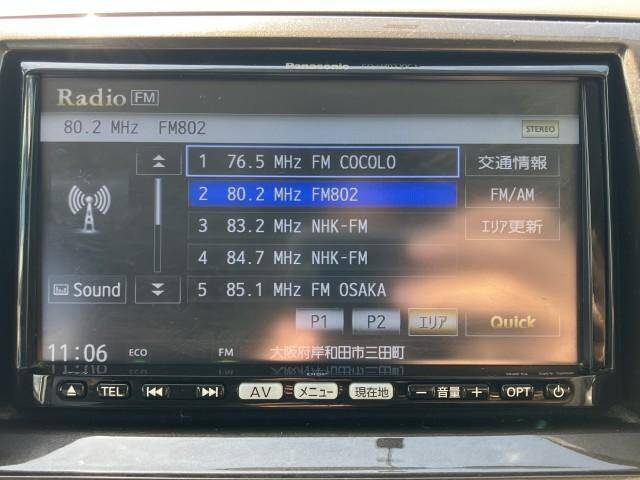 Panasonic
Radio FM
80.2 MHz FM802 STEREO
1 76.5 MHz FM COCOLO 交通情報
2 80.2 MHz FM802 FM/AM
3 83.2 MHz NHK-FM エリア更新
4 84.7 MHz NHK-FM
Sound 5 85.1 MHz FM OSAKA
P1 P2 エリア Quick
11:06 ECO FM 大阪府岸和田市三田町
TEL AV メニュー 現在地 － 音量 ＋ OPT